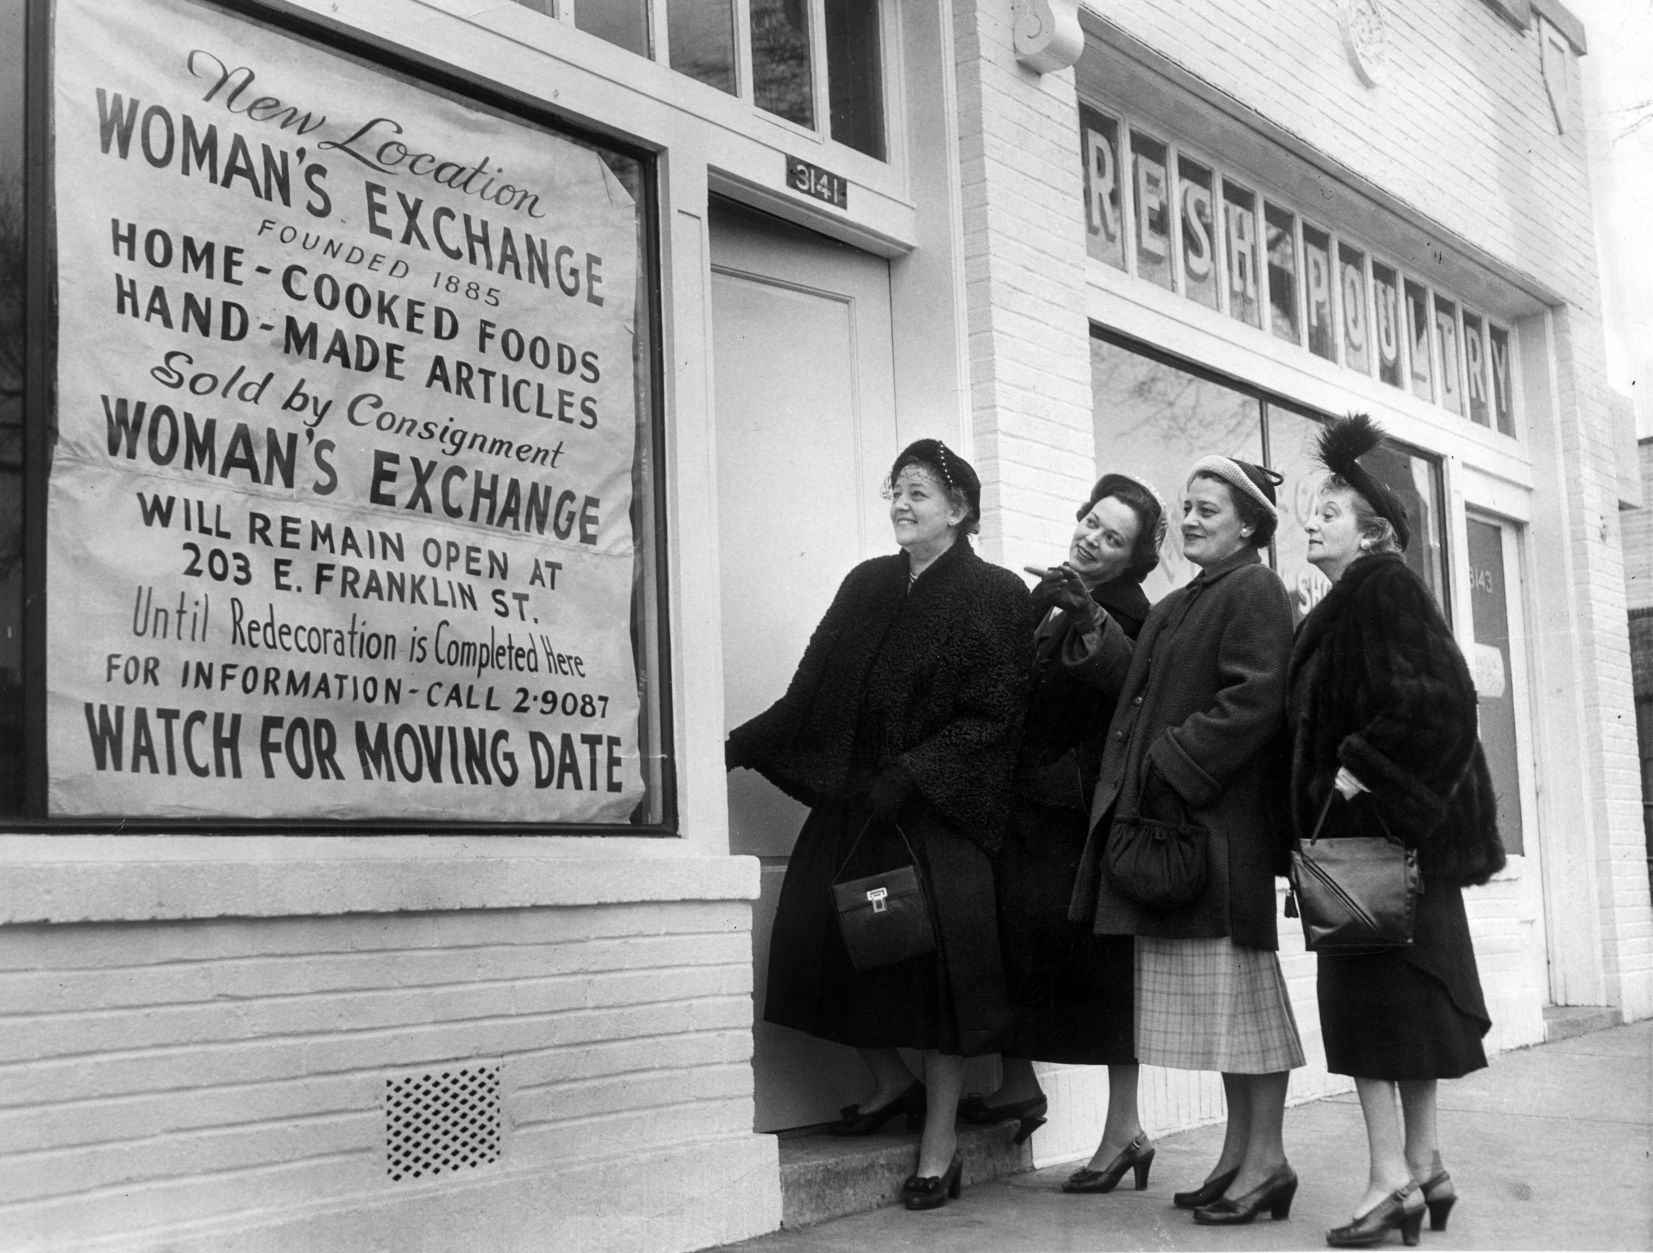 New Location
WOMAN'S EXCHANGE
FOUNDED 1885
HOME-COOKED FOODS
HAND-MADE ARTICLES
Sold by Consignment
WOMAN'S EXCHANGE
WILL REMAIN OPEN AT
203 E. FRANKLIN ST.
Until Redecoration is Completed Here
FOR INFORMATION-CALL 2-9087
WATCH FOR MOVING DATE
3141
RESH POULTRY
3143